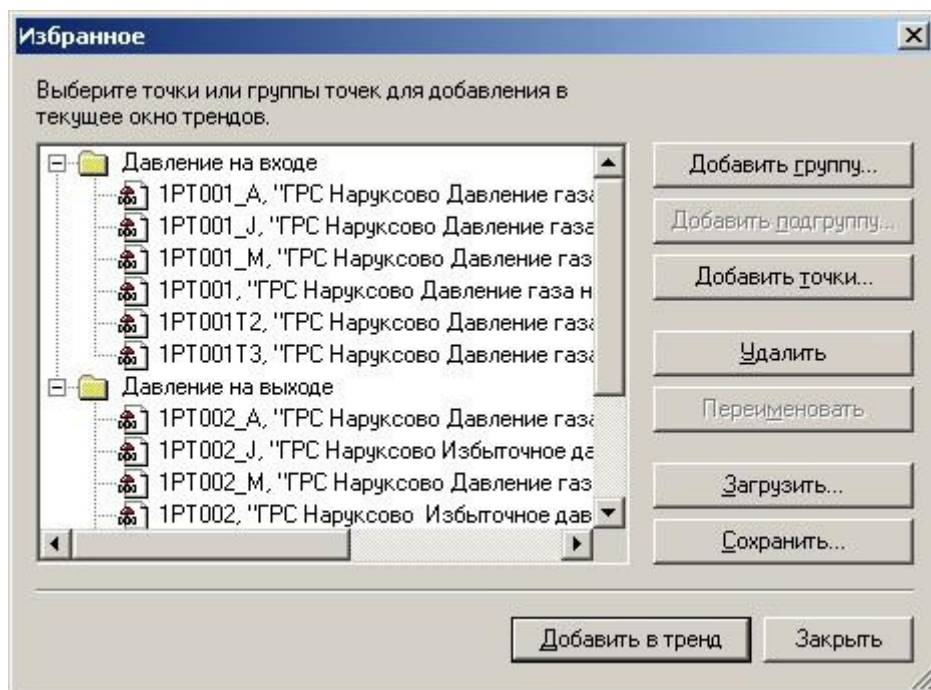 Избранное
Выберите точки или группы точек для добавления в
текущее окно трендов.
Давление на входе
1PT001_A, "ГРС Наруксово Давление газа
1PT001_J, "ГРС Наруксово Давление газа
1PT001_M, "ГРС Наруксово Давление газ
1PT001, "ГРС Наруксово Давление газа н
1PT001T2, "ГРС Наруксово Давление газа
1PT001T3, "ГРС Наруксово Давление газа
Давление на выходе
1PT002_A, "ГРС Наруксово Давление газа
1PT002_J, "ГРС Наруксово Избыточное да
1PT002_M, "ГРС Наруксово Давление газ
1PT002, "ГРС Наруксово Избыточное дав
Добавить группу...
Добавить подгруппу...
Добавить точки...
Удалить
Переименовать
Загрузить...
Сохранить...
Добавить в тренд
Закрыть